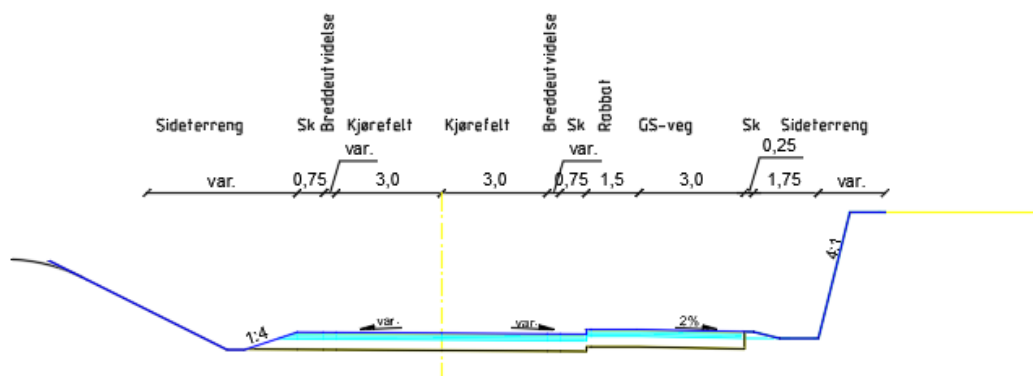 Breddeutvidelse
Breddeutvidelse
Rabbat
Sideterreng Sk Kjørefelt Kjørefelt Sk GS-veg Sk Sideterreng
var. var. 0,25
var. 0,75 3,0 3,0 0,75 1,5 3,0 1,75 var.
4:1
1:4 var. var. 2%